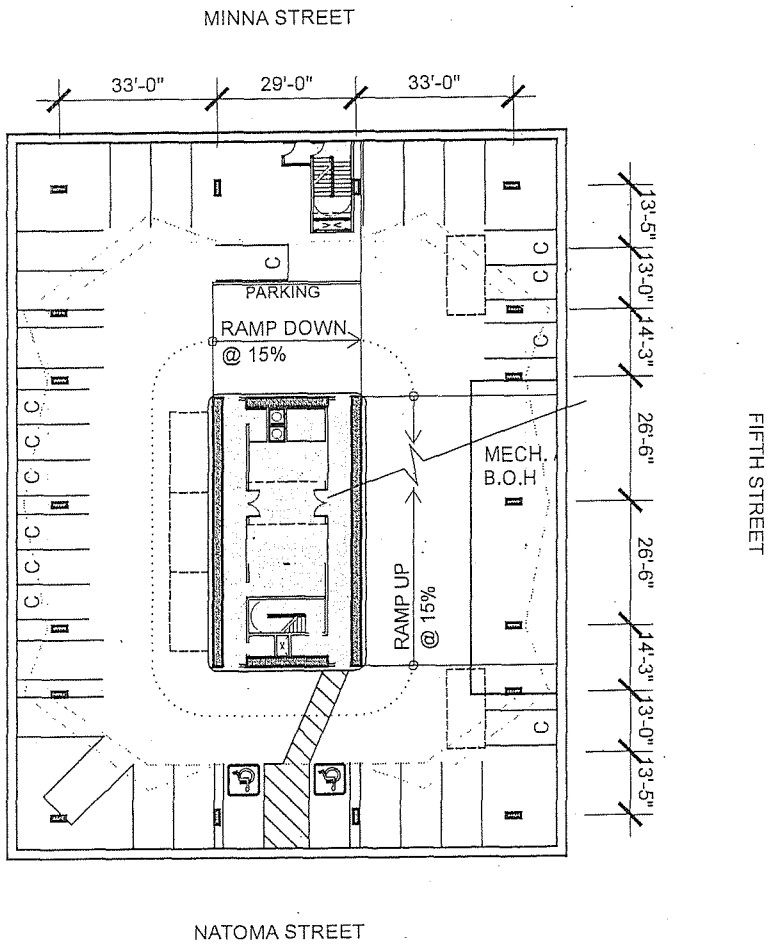 MINNA STREET
33'-0"
29'-0"
33'-0"
13'-5"
13'-0"
14'-3"
26'-6"
26'-6"
14'-3"
13'-0"
13'-5"
C
C
C
C
PARKING
RAMP DOWN
@ 15%
C
C
C
C
C
C
MECH.
B.O.H
RAMP UP
@ 15%
X
C
FIFTH STREET
NATOMA STREET